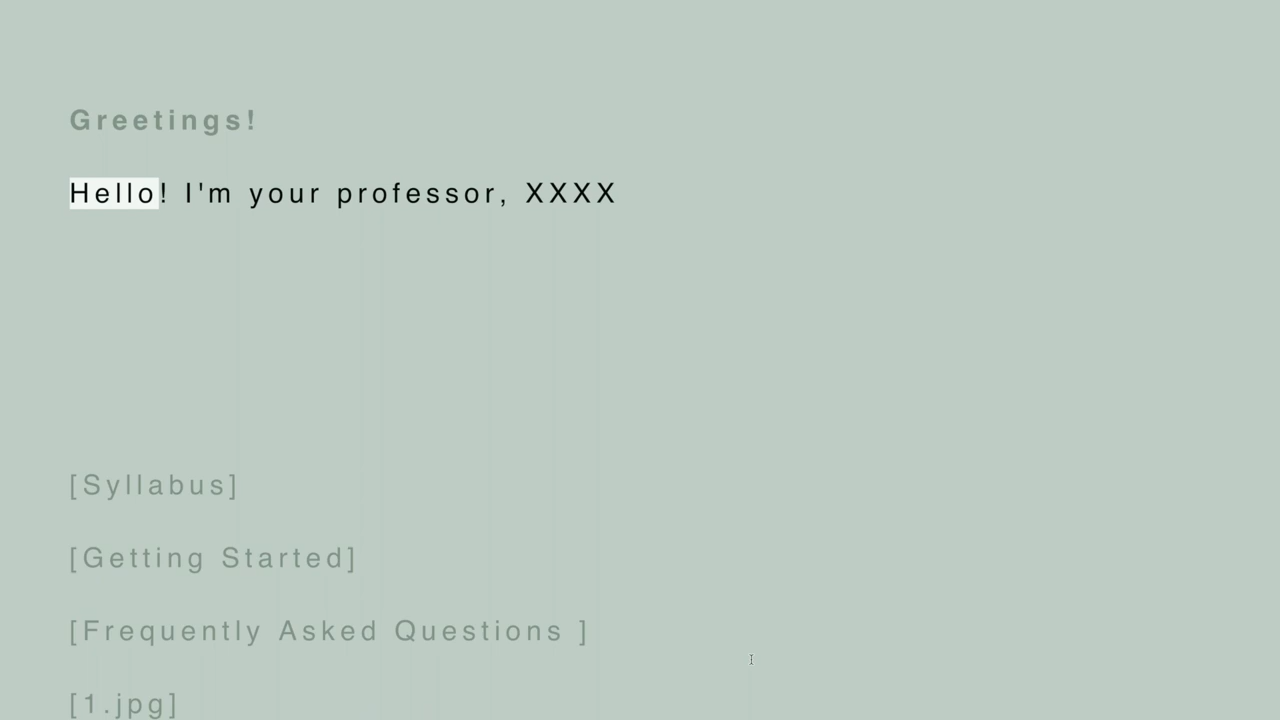 Greetings!
Hello! I'm your professor, XXXX
[Syllabus]
[Getting Started]
[Frequently Asked Questions ]
[1.jpg]